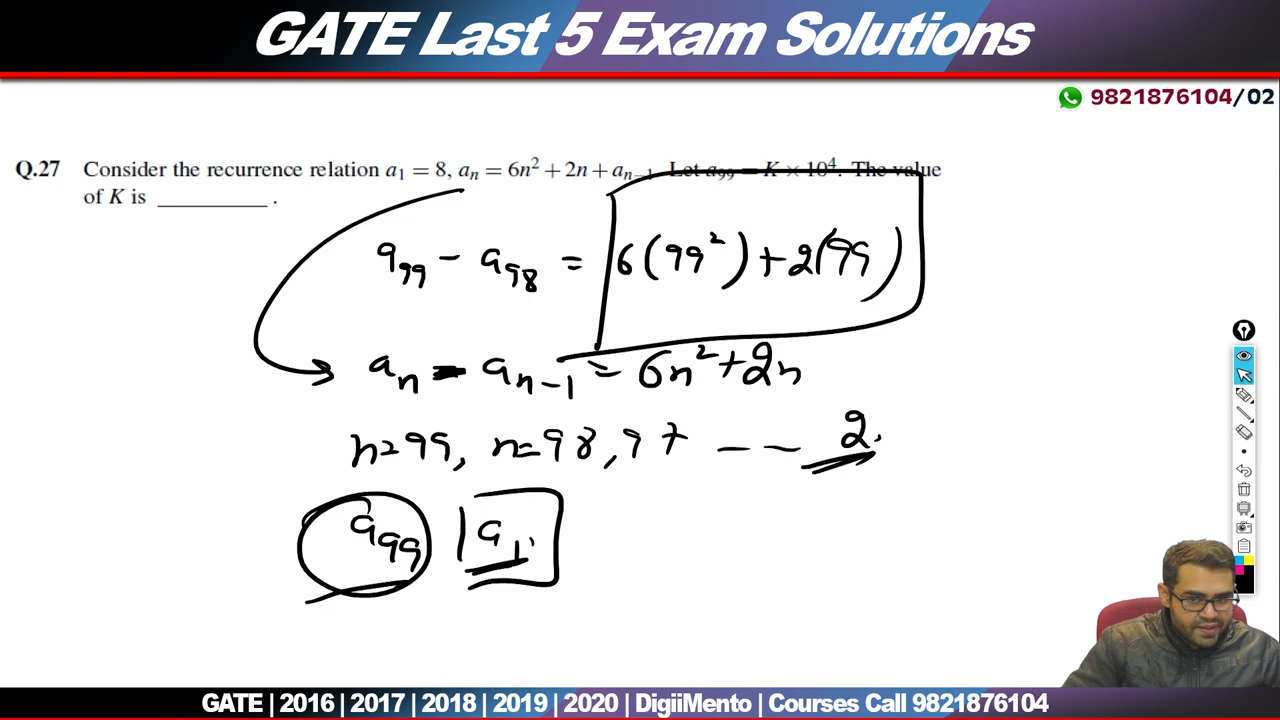 GATE Last 5 Exam Solutions
9821876104/02
Q.27 Consider the recurrence relation a₁ = 8, aₙ = 6n² + 2n + aₙ₋₁. Let a₉₉ = K × 10⁴. The value
of K is ________ .
a₉₉ - a₉₈ = 6(99²) + 2(99)
aₙ - aₙ₋₁ = 6n² + 2n
n=99, n=98, 97 -- 2.
a₉₉ a₁
GATE | 2016 | 2017 | 2018 | 2019 | 2020 | DigiiMento | Courses Call 9821876104